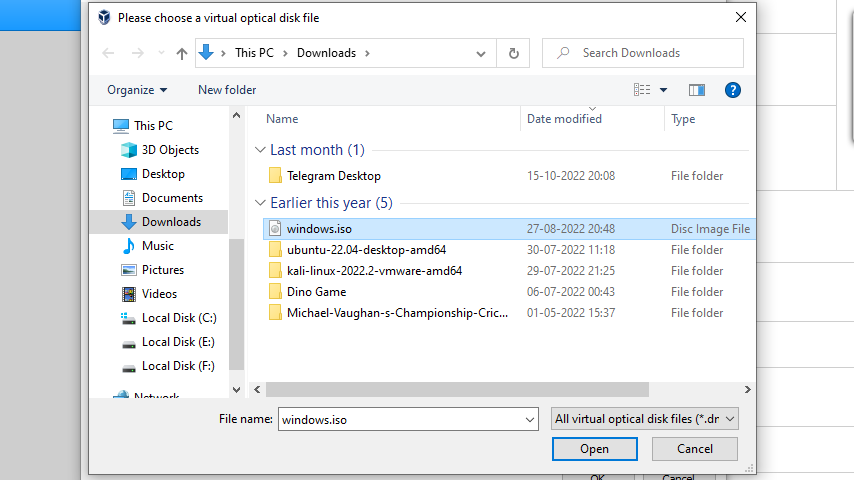 Please choose a virtual optical disk file
This PC Downloads
Search Downloads
Organize New folder
Name Date modified Type
This PC
3D Objects
Desktop
Documents
Downloads
Music
Pictures
Videos
Local Disk (C:)
Local Disk (E:)
Local Disk (F:)
Network
Last month (1)
Telegram Desktop 15-10-2022 20:08 File folder
Earlier this year (5)
windows.iso 27-08-2022 20:48 Disc Image File
ubuntu-22.04-desktop-amd64 30-07-2022 11:18 File folder
kali-linux-2022.2-vmware-amd64 29-07-2022 21:25 File folder
Dino Game 06-07-2022 00:43 File folder
Michael-Vaughan-s-Championship-Cric... 01-05-2022 15:37 File folder
File name: windows.iso All virtual optical disk files (*.dr
Open Cancel
OK Cancel